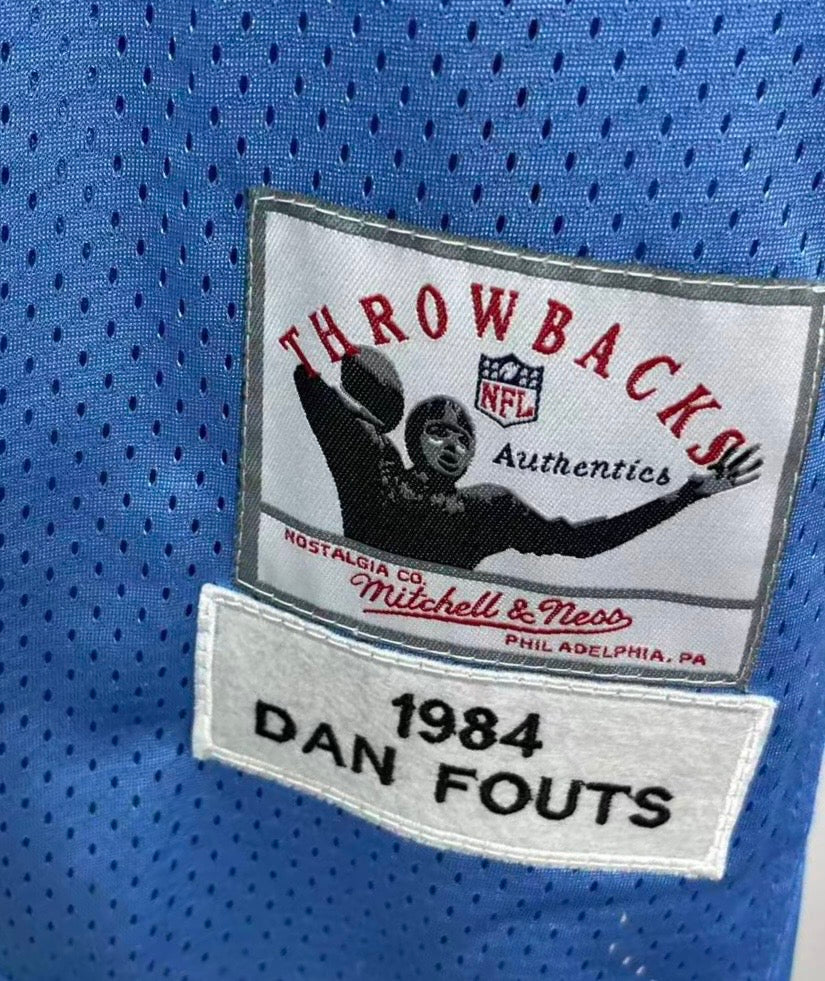 THROWBACKS
NFL
Authentics
NOSTALGIA CO.
Mitchell & Ness
PHILADELPHIA, PA
1984
DAN FOUTS